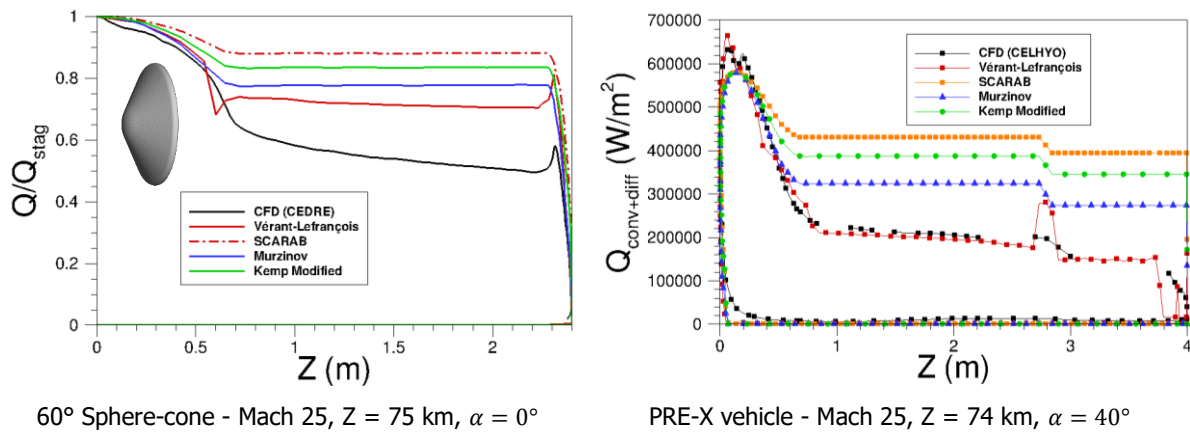 1
0.8
0.6
0.4
0.2
0
Q/Q_stag
0
0.5
1
1.5
2
Z (m)
CFD (CEDRE)
Vérant-Lefrançois
SCARAB
Murzinov
Kemp Modified
60° Sphere-cone - Mach 25, Z = 75 km, 𝛼 = 0°
700000
600000
500000
400000
300000
200000
100000
0
Q_conv+diff (W/m²)
0
1
2
3
4
Z (m)
CFD (CELHYO)
Vérant-Lefrançois
SCARAB
Murzinov
Kemp Modified
PRE-X vehicle - Mach 25, Z = 74 km, 𝛼 = 40°